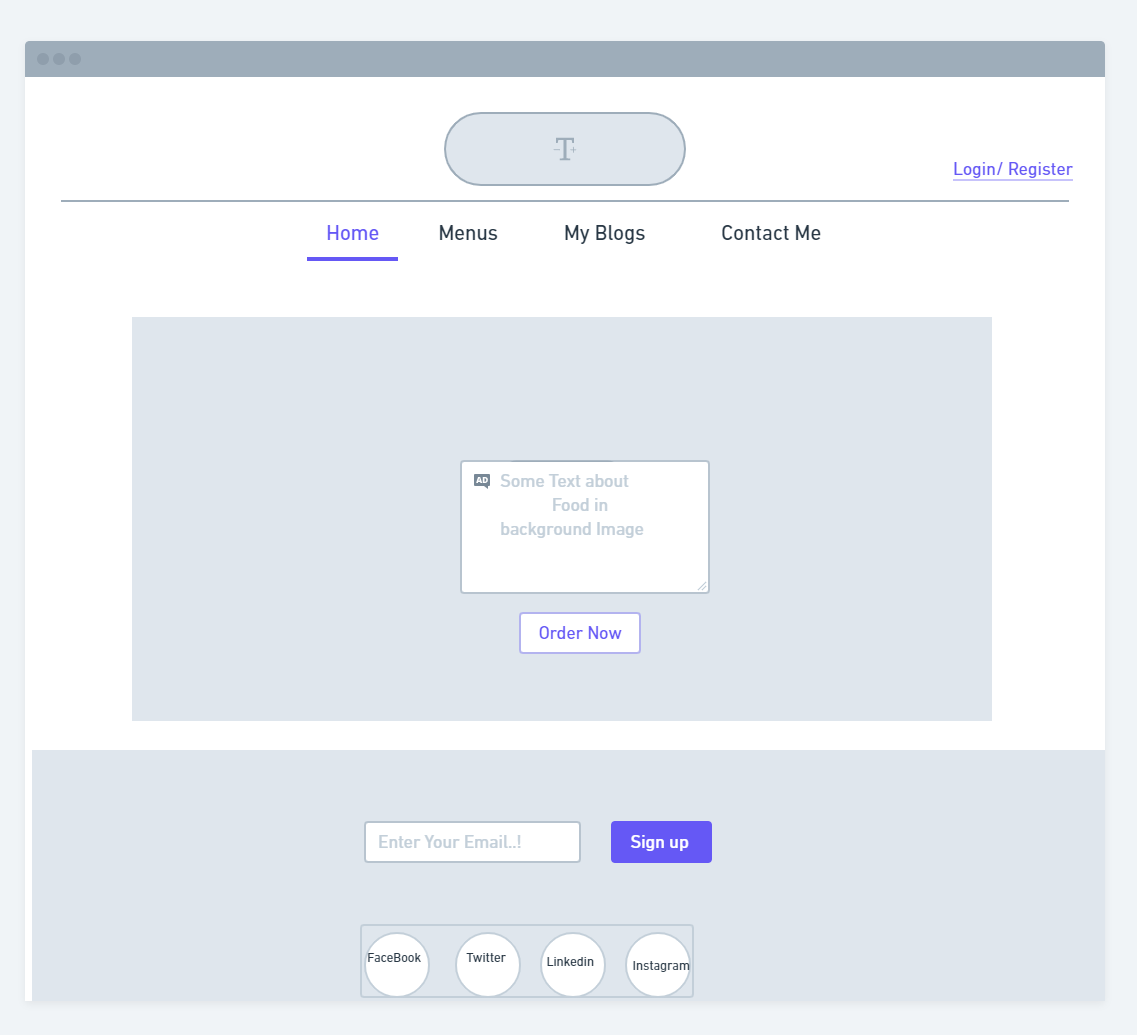 T
Login/ Register
Home Menus My Blogs Contact Me
AD Some Text about
Food in
background Image
Order Now
Enter Your Email..! Sign up
FaceBook Twitter Linkedin Instagram